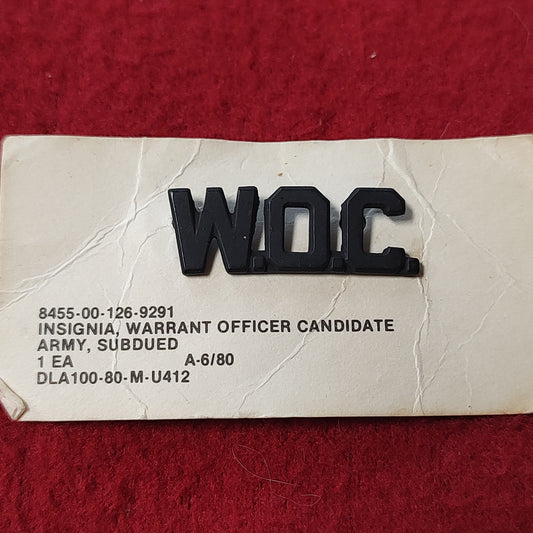 W.O.C.
8455-00-126-9291
INSIGNIA, WARRANT OFFICER CANDIDATE
ARMY, SUBDUED
1 EA A-6/80
DLA100-80-M-U412